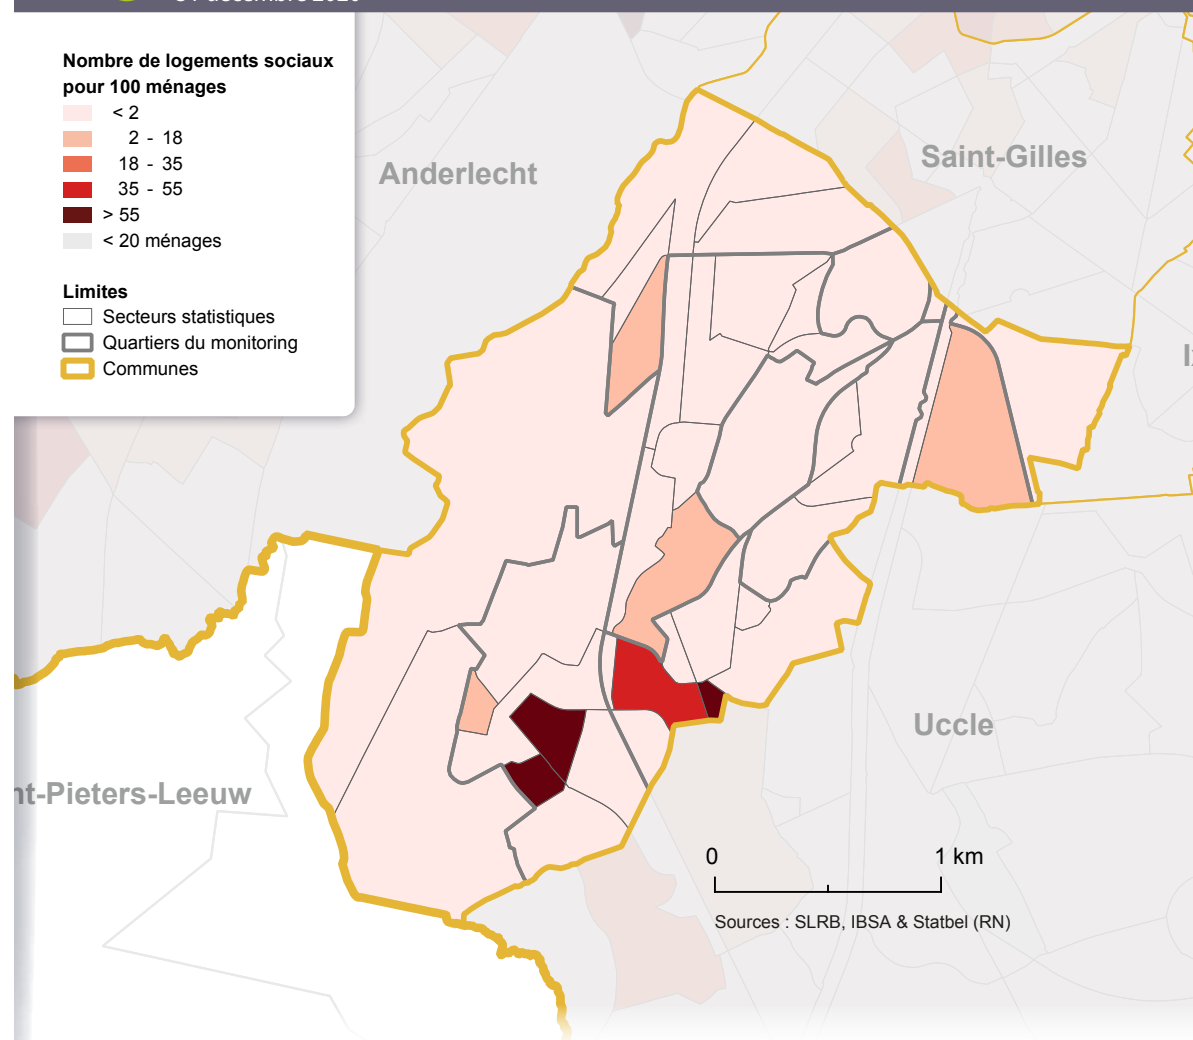 Nombre de logements sociaux
pour 100 ménages
< 2
2 - 18
18 - 35
35 - 55
> 55
< 20 ménages
Limites
Secteurs statistiques
Quartiers du monitoring
Communes
Anderlecht
Saint-Gilles
Uccle
nt-Pieters-Leeuw
0 1 km
Sources : SLRB, IBSA & Statbel (RN)